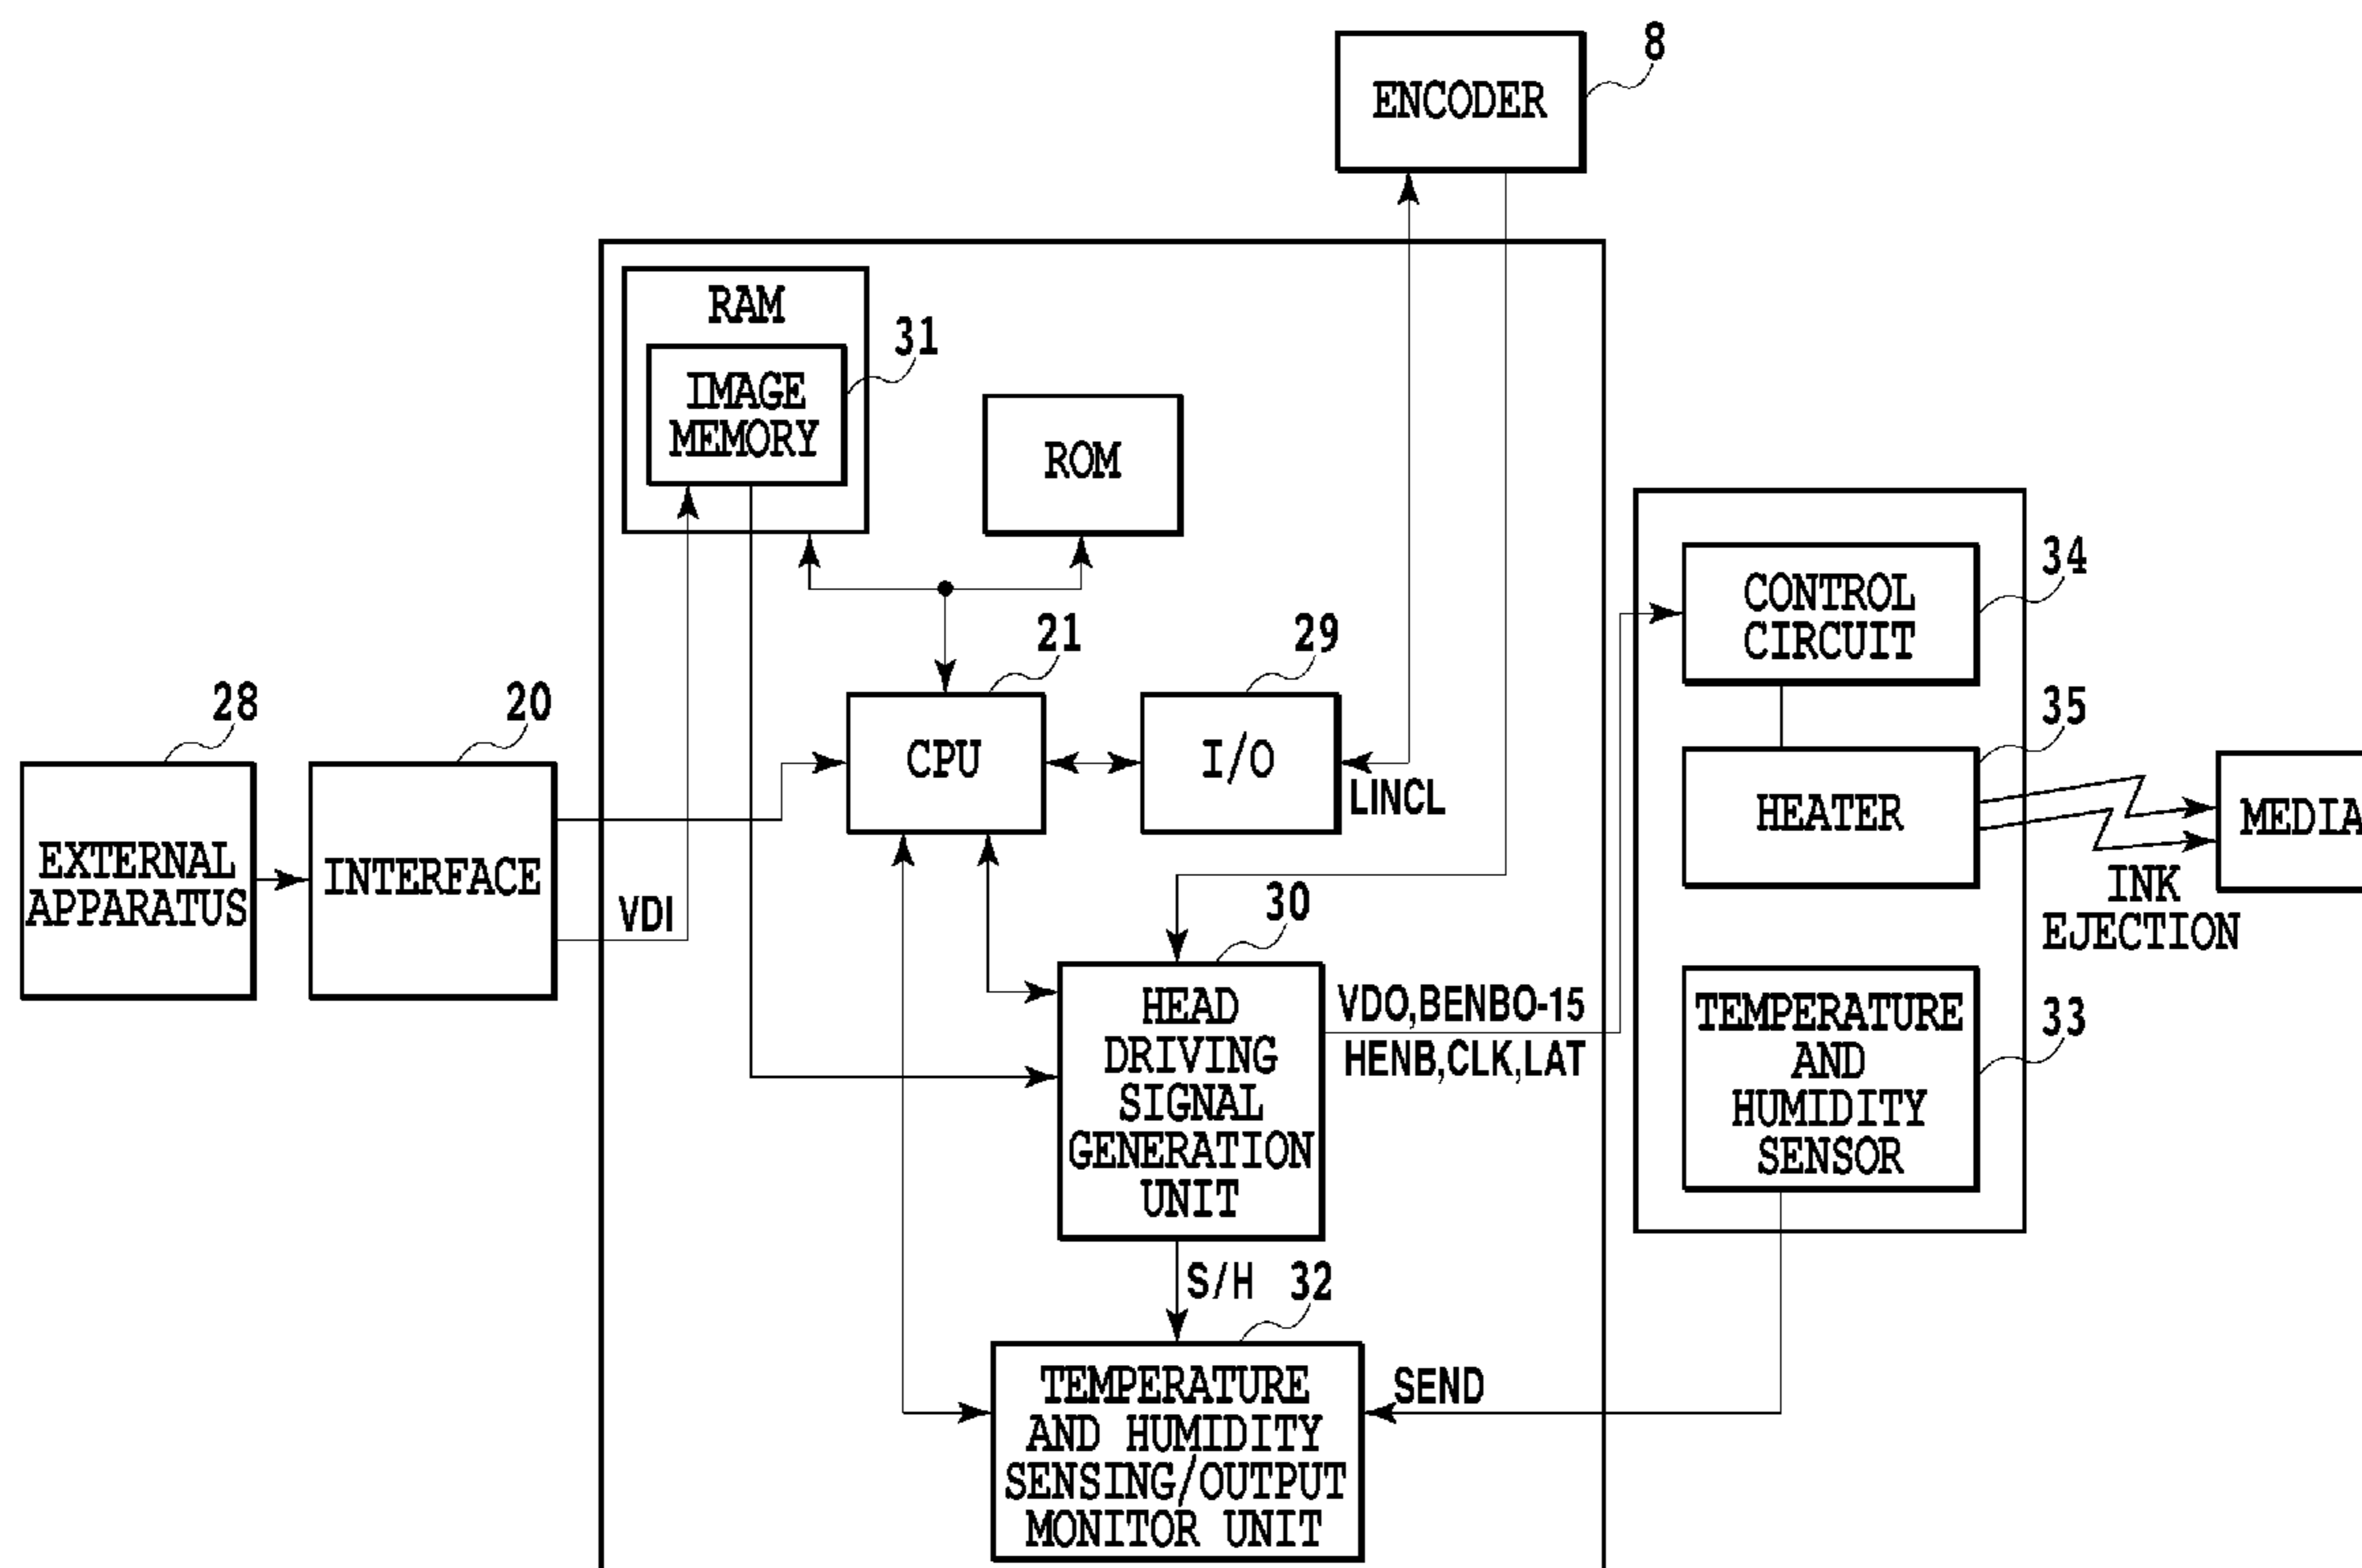 8
ENCODER
RAM
31
IMAGE
MEMORY
ROM
34
CONTROL
CIRCUIT
21
29
28
20
35
CPU
I/O
LINCL
HEATER
MEDIA
EXTERNAL
APPARATUS
INTERFACE
VDI
INK
EJECTION
30
HEAD
DRIVING
SIGNAL
GENERATION
UNIT
VDO,BENBO-15
HENB,CLK,LAT
TEMPERATURE
AND
HUMIDITY
SENSOR
33
S/H
32
SEND
TEMPERATURE
AND HUMIDITY
SENSING/OUTPUT
MONITOR UNIT